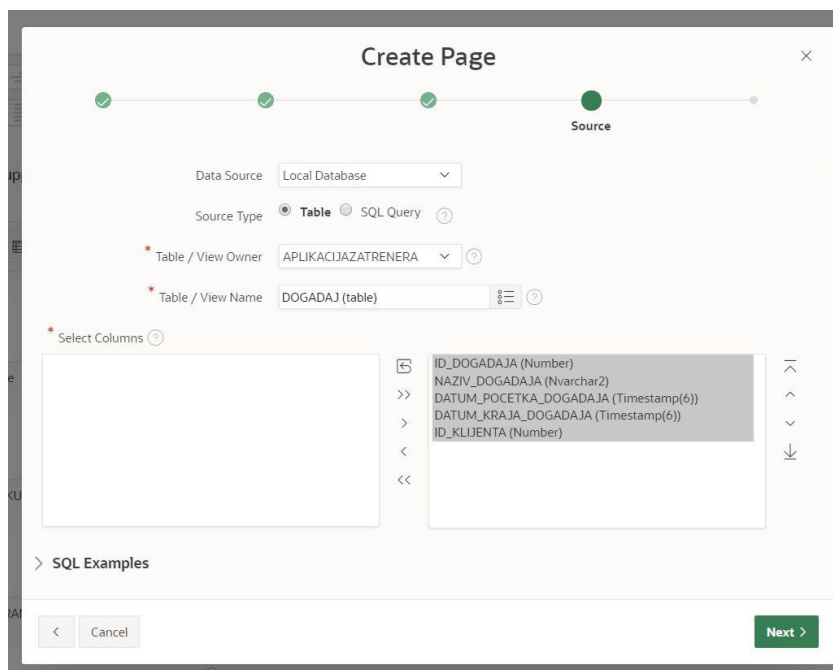 Create Page
Source
Data Source Local Database
Source Type Table SQL Query
* Table / View Owner APLIKACIJAZATRENERA
* Table / View Name DOGADAJ (table)
* Select Columns
ID_DOGADAJA (Number)
NAZIV_DOGADAJA (Nvarchar2)
DATUM_POCETKA_DOGADAJA (Timestamp(6))
DATUM_KRAJA_DOGADAJA (Timestamp(6))
ID_KLIJENTA (Number)
SQL Examples
Cancel
Next